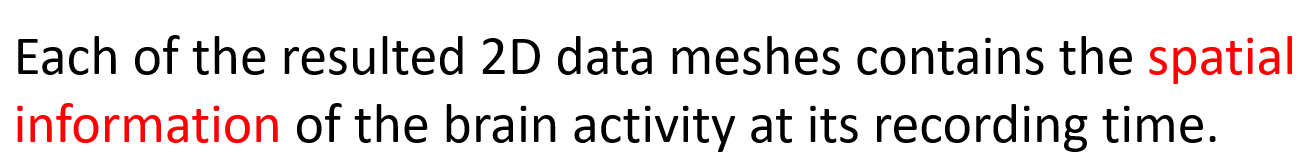 Each of the resulted 2D data meshes contains the spatial
information of the brain activity at its recording time.